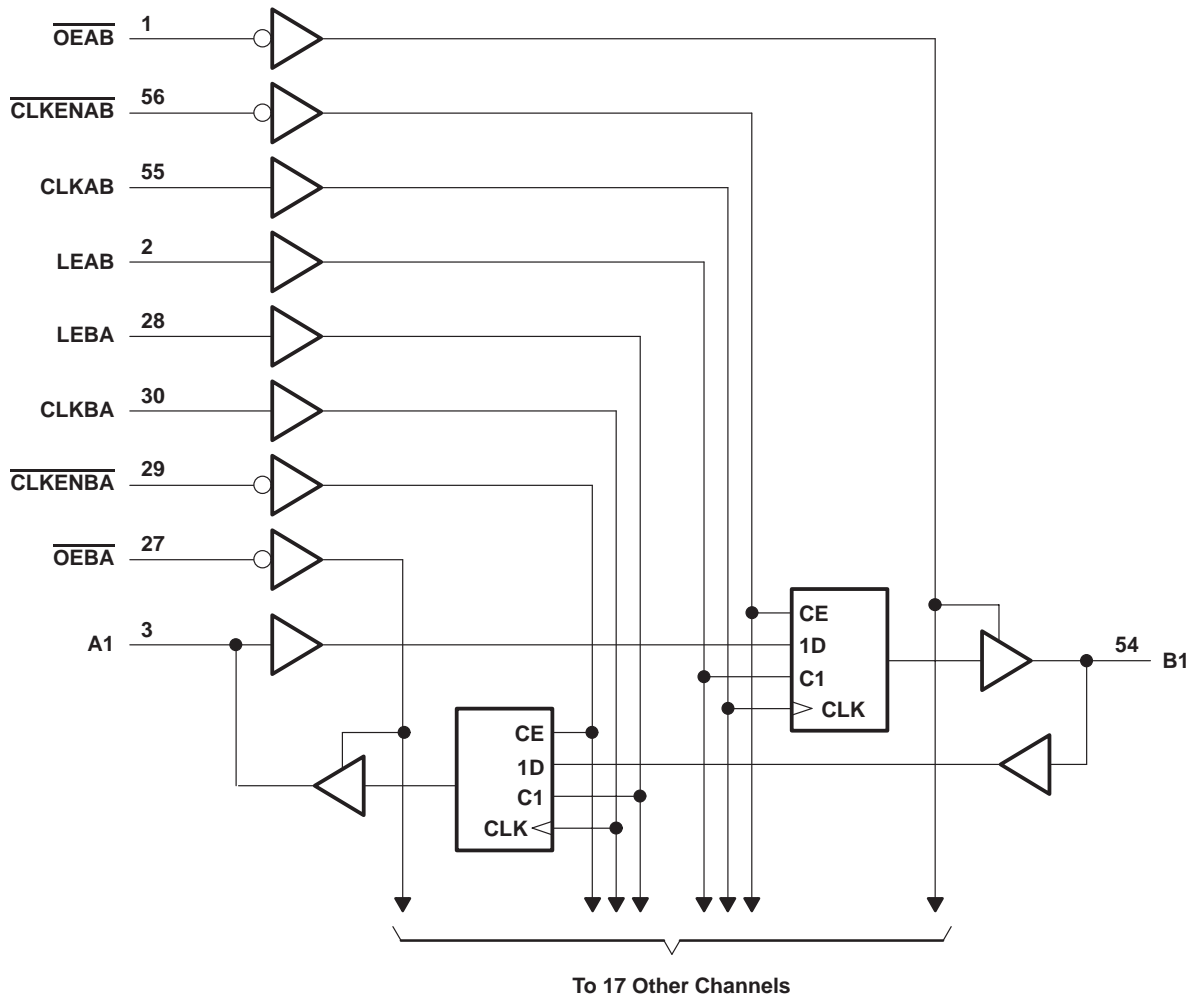 OEAB 1
CLKENAB 56
CLKAB 55
LEAB 2
LEBA 28
CLKBA 30
CLKENBA 29
OEBA 27
A1 3
CE
1D
C1
CLK
54 B1
CE
1D
C1
CLK
To 17 Other Channels